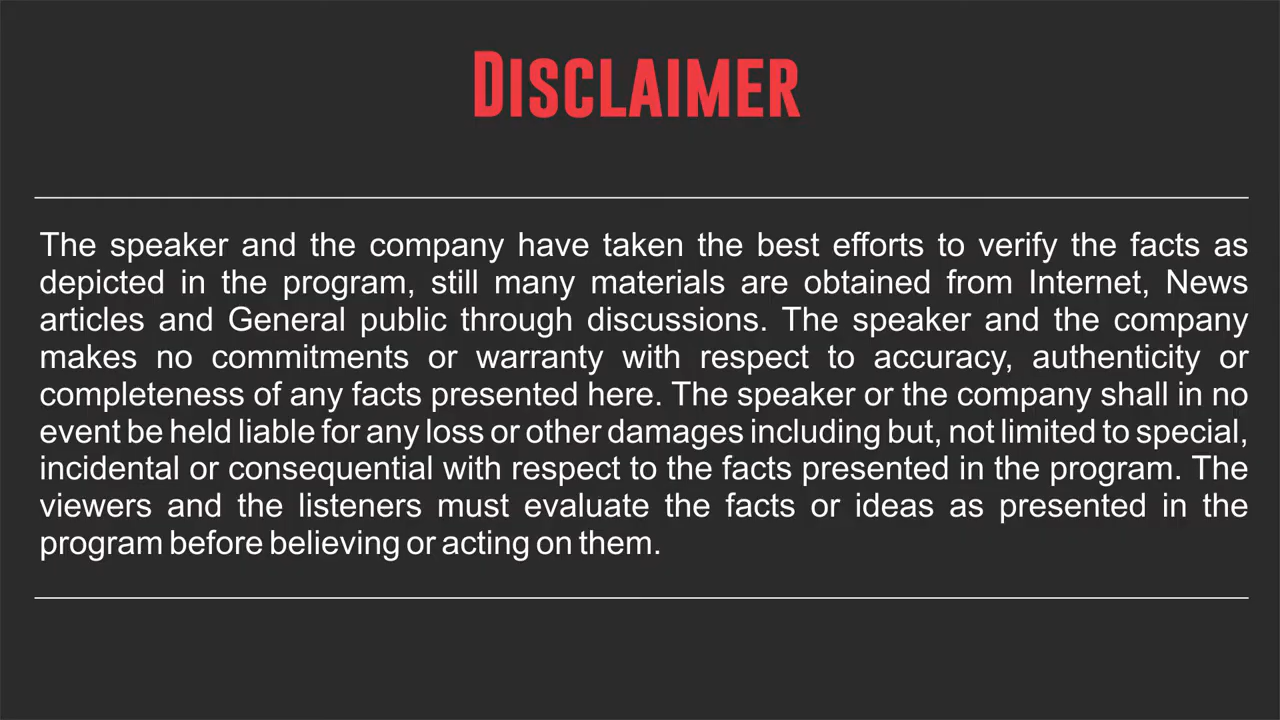 DISCLAIMER
The speaker and the company have taken the best efforts to verify the facts as
depicted in the program, still many materials are obtained from Internet, News
articles and General public through discussions. The speaker and the company
makes no commitments or warranty with respect to accuracy, authenticity or
completeness of any facts presented here. The speaker or the company shall in no
event be held liable for any loss or other damages including but, not limited to special,
incidental or consequential with respect to the facts presented in the program. The
viewers and the listeners must evaluate the facts or ideas as presented in the
program before believing or acting on them.